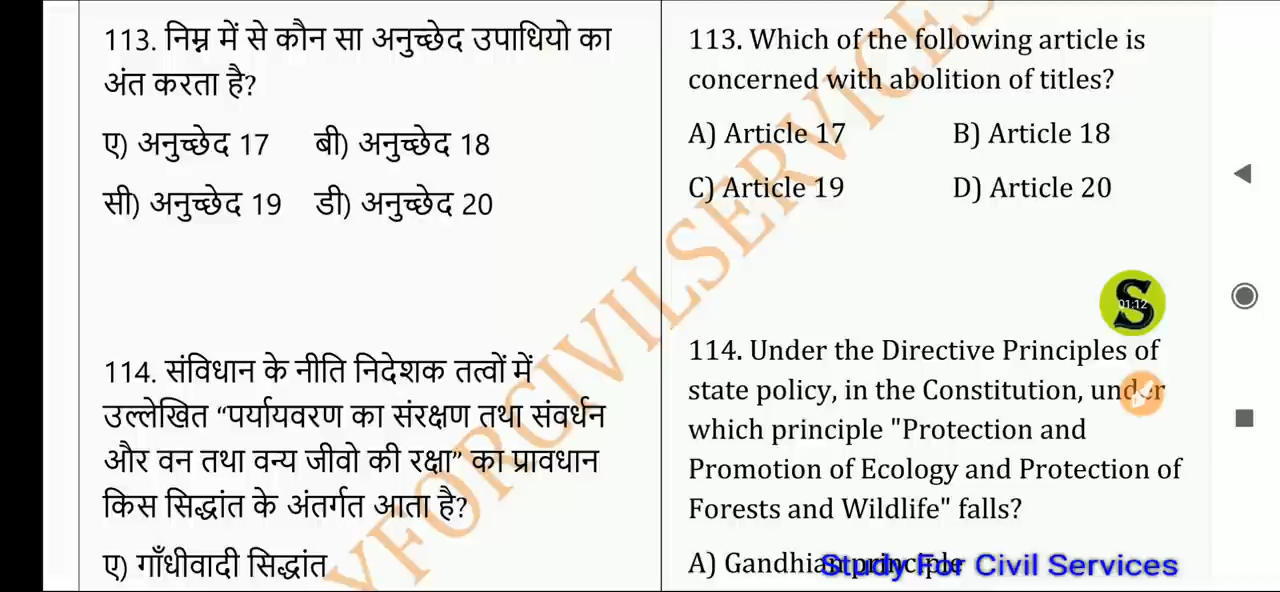 113. निम्न में से कौन सा अनुच्छेद उपाधियो का
अंत करता है?
ए) अनुच्छेद 17 बी) अनुच्छेद 18
सी) अनुच्छेद 19 डी) अनुच्छेद 20
114. संविधान के नीति निदेशक तत्वों में
उल्लेखित “पर्यायवरण का संरक्षण तथा संवर्धन
और वन तथा वन्य जीवो की रक्षा” का प्रावधान
किस सिद्धांत के अंतर्गत आता है?
ए) गाँधीवादी सिद्धांत
113. Which of the following article is
concerned with abolition of titles?
A) Article 17 B) Article 18
C) Article 19 D) Article 20
S
01:12
114. Under the Directive Principles of
state policy, in the Constitution, under
which principle "Protection and
Promotion of Ecology and Protection of
Forests and Wildlife" falls?
A) Gandhian principle
Study For Civil Services
YFORCIVILSERVICES